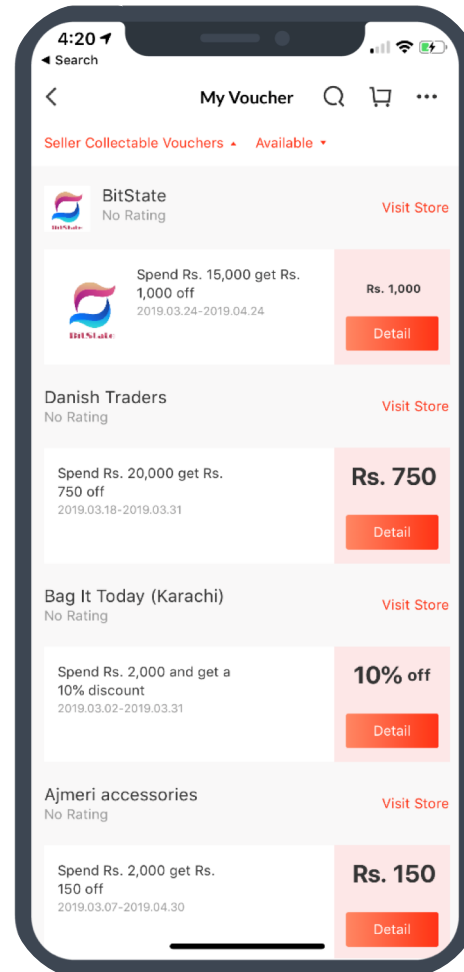 4:20
◀ Search
My Voucher
Seller Collectable Vouchers ▲ Available ▼
BitState
No Rating
Visit Store
BitState
Spend Rs. 15,000 get Rs.
1,000 off
2019.03.24-2019.04.24
BitState
Rs. 1,000
Detail
Danish Traders
No Rating
Visit Store
Spend Rs. 20,000 get Rs.
750 off
2019.03.18-2019.03.31
Rs. 750
Detail
Bag It Today (Karachi)
No Rating
Visit Store
Spend Rs. 2,000 and get a
10% discount
2019.03.02-2019.03.31
10% off
Detail
Ajmeri accessories
No Rating
Visit Store
Spend Rs. 2,000 get Rs.
150 off
2019.03.07-2019.04.30
Rs. 150
Detail